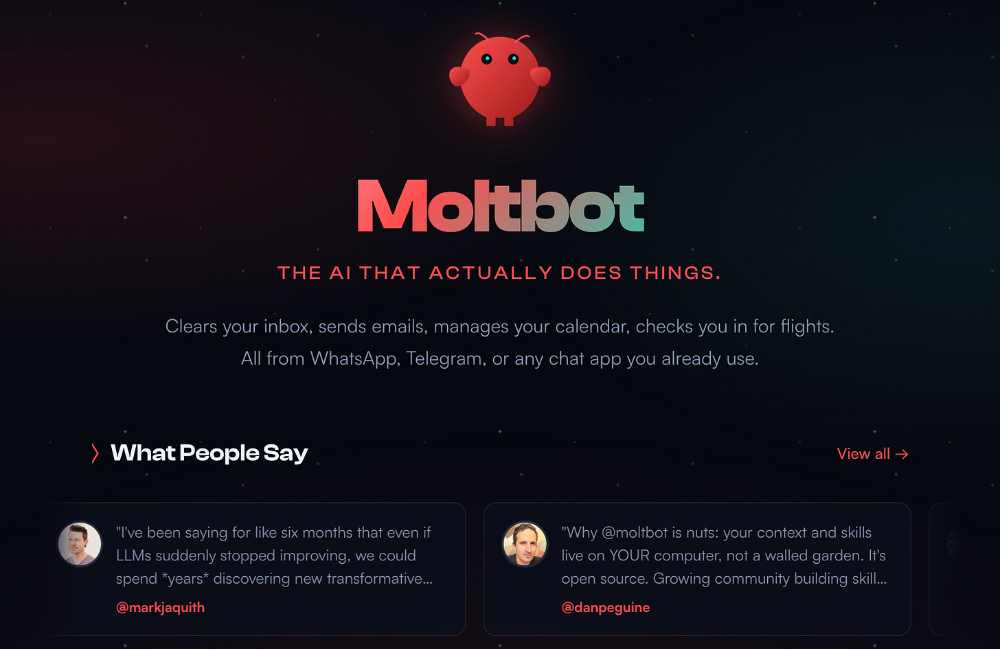 Moltbot
THE AI THAT ACTUALLY DOES THINGS.
Clears your inbox, sends emails, manages your calendar, checks you in for flights.
All from WhatsApp, Telegram, or any chat app you already use.
What People Say
View all →
"I've been saying for like six months that even if
LLMs suddenly stopped improving, we could
spend *years* discovering new transformative...
@markjaquith
"Why @moltbot is nuts: your context and skills
live on YOUR computer, not a walled garden. It's
open source. Growing community building skill...
@danpeguine